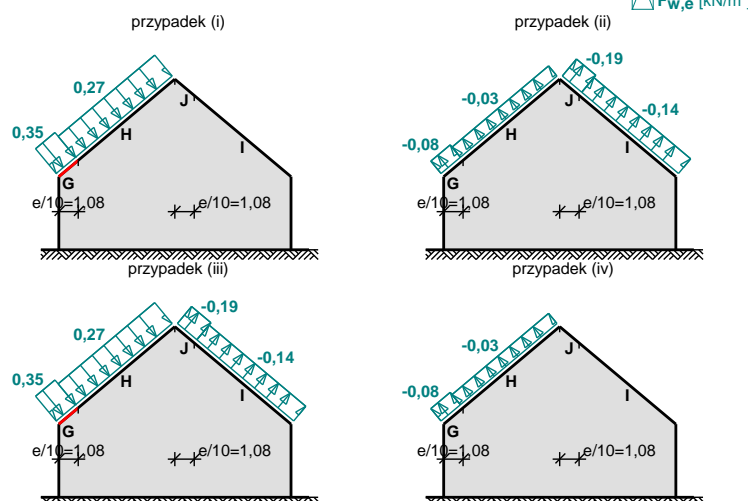 F w,e [kN/m
przypadek (i)
przypadek (ii)
0,27
0,35
J
H
I
G
e/10=1,08
e/10=1,08
-0,19
-0,03
-0,14
-0,08
J
H
I
G
e/10=1,08
e/10=1,08
przypadek (iii)
przypadek (iv)
0,27
-0,19
0,35
-0,14
J
H
I
G
e/10=1,08
e/10=1,08
-0,03
-0,08
J
H
I
G
e/10=1,08
e/10=1,08